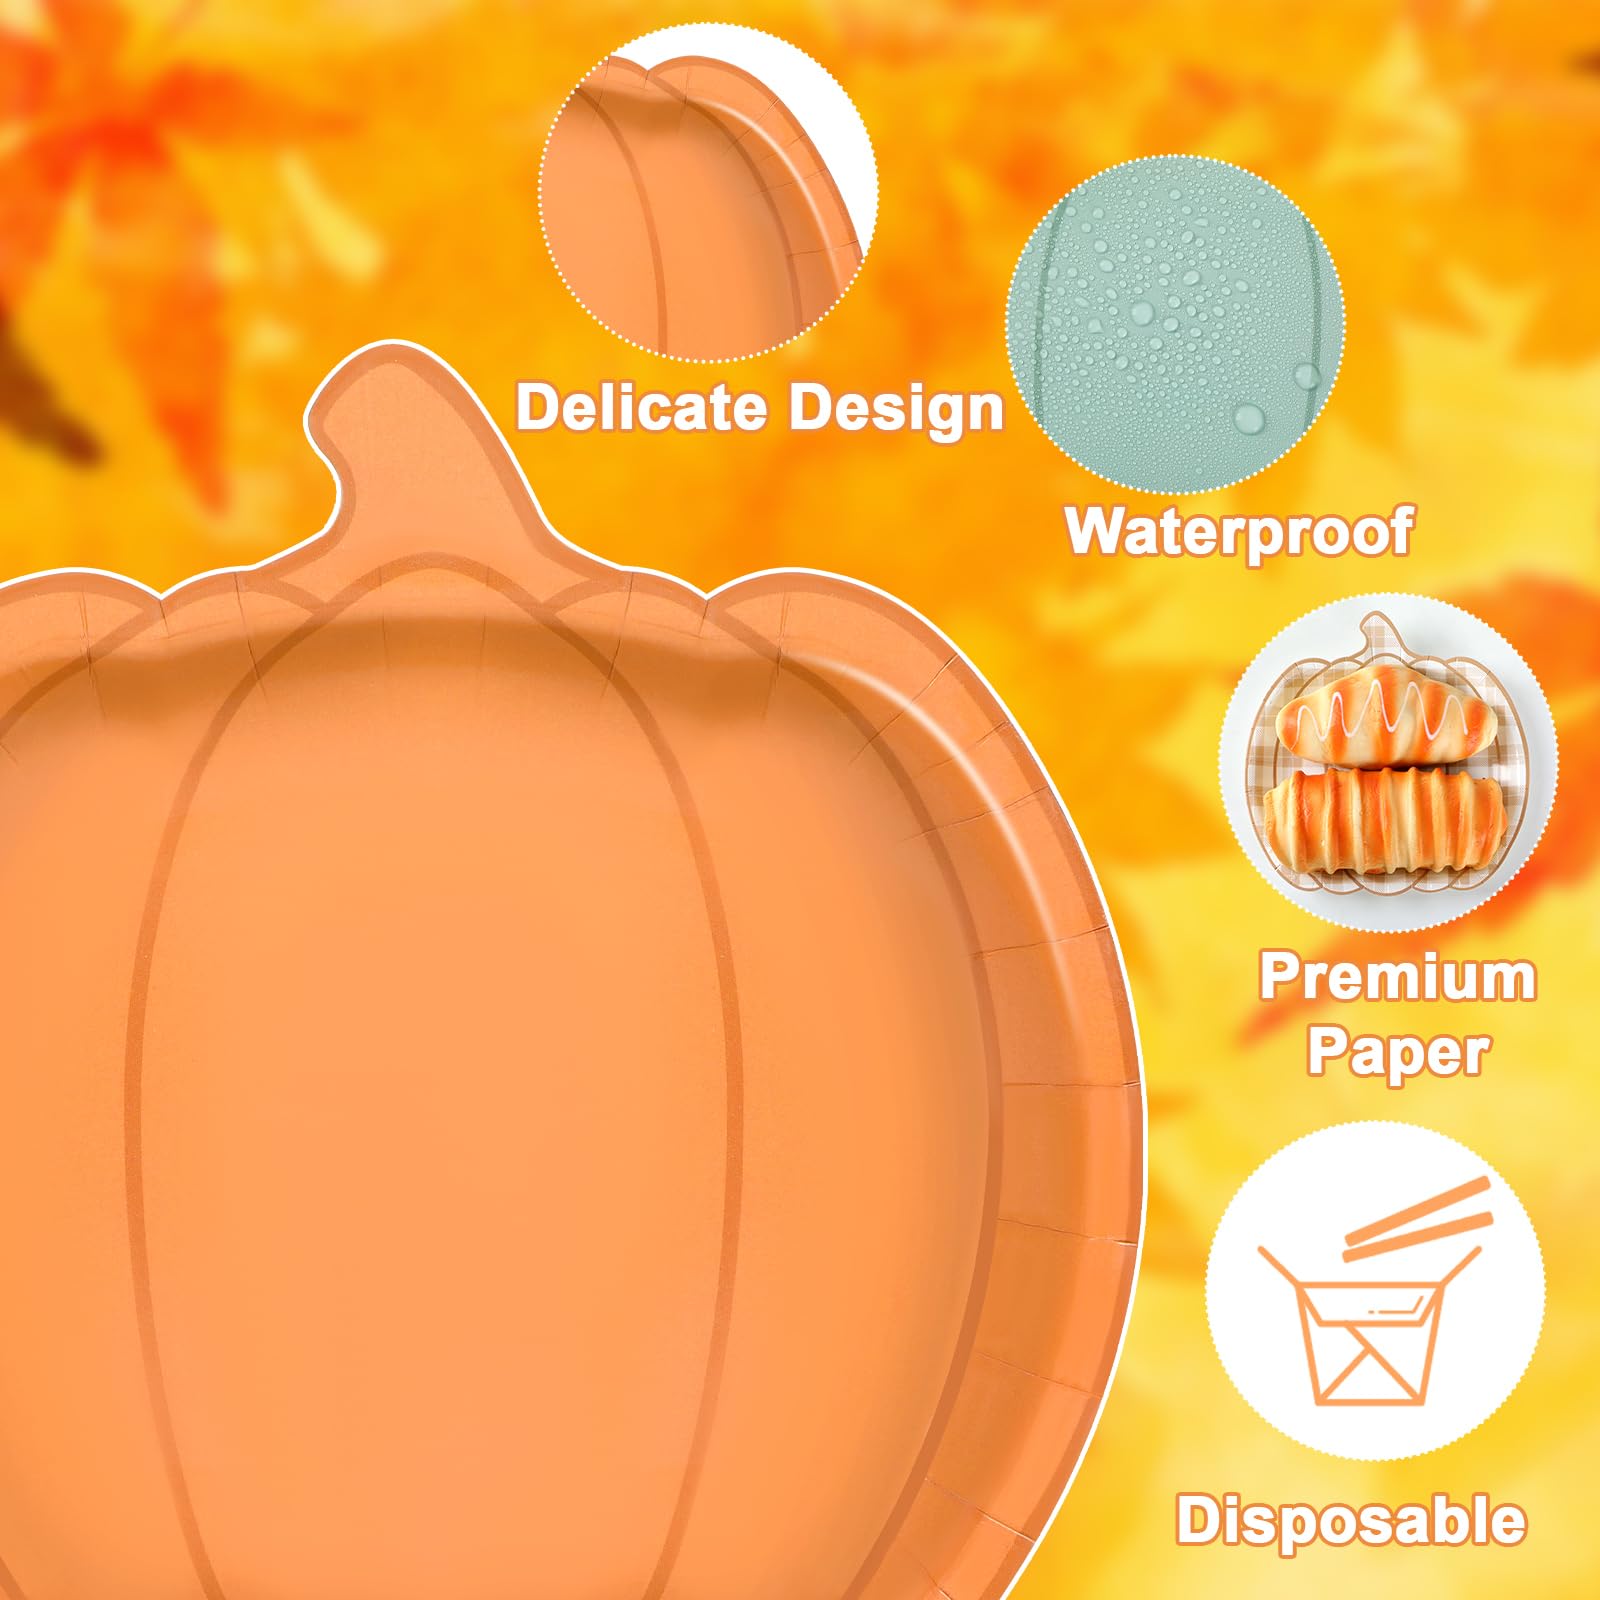 Delicate Design
Waterproof
Premium
Paper
Disposable